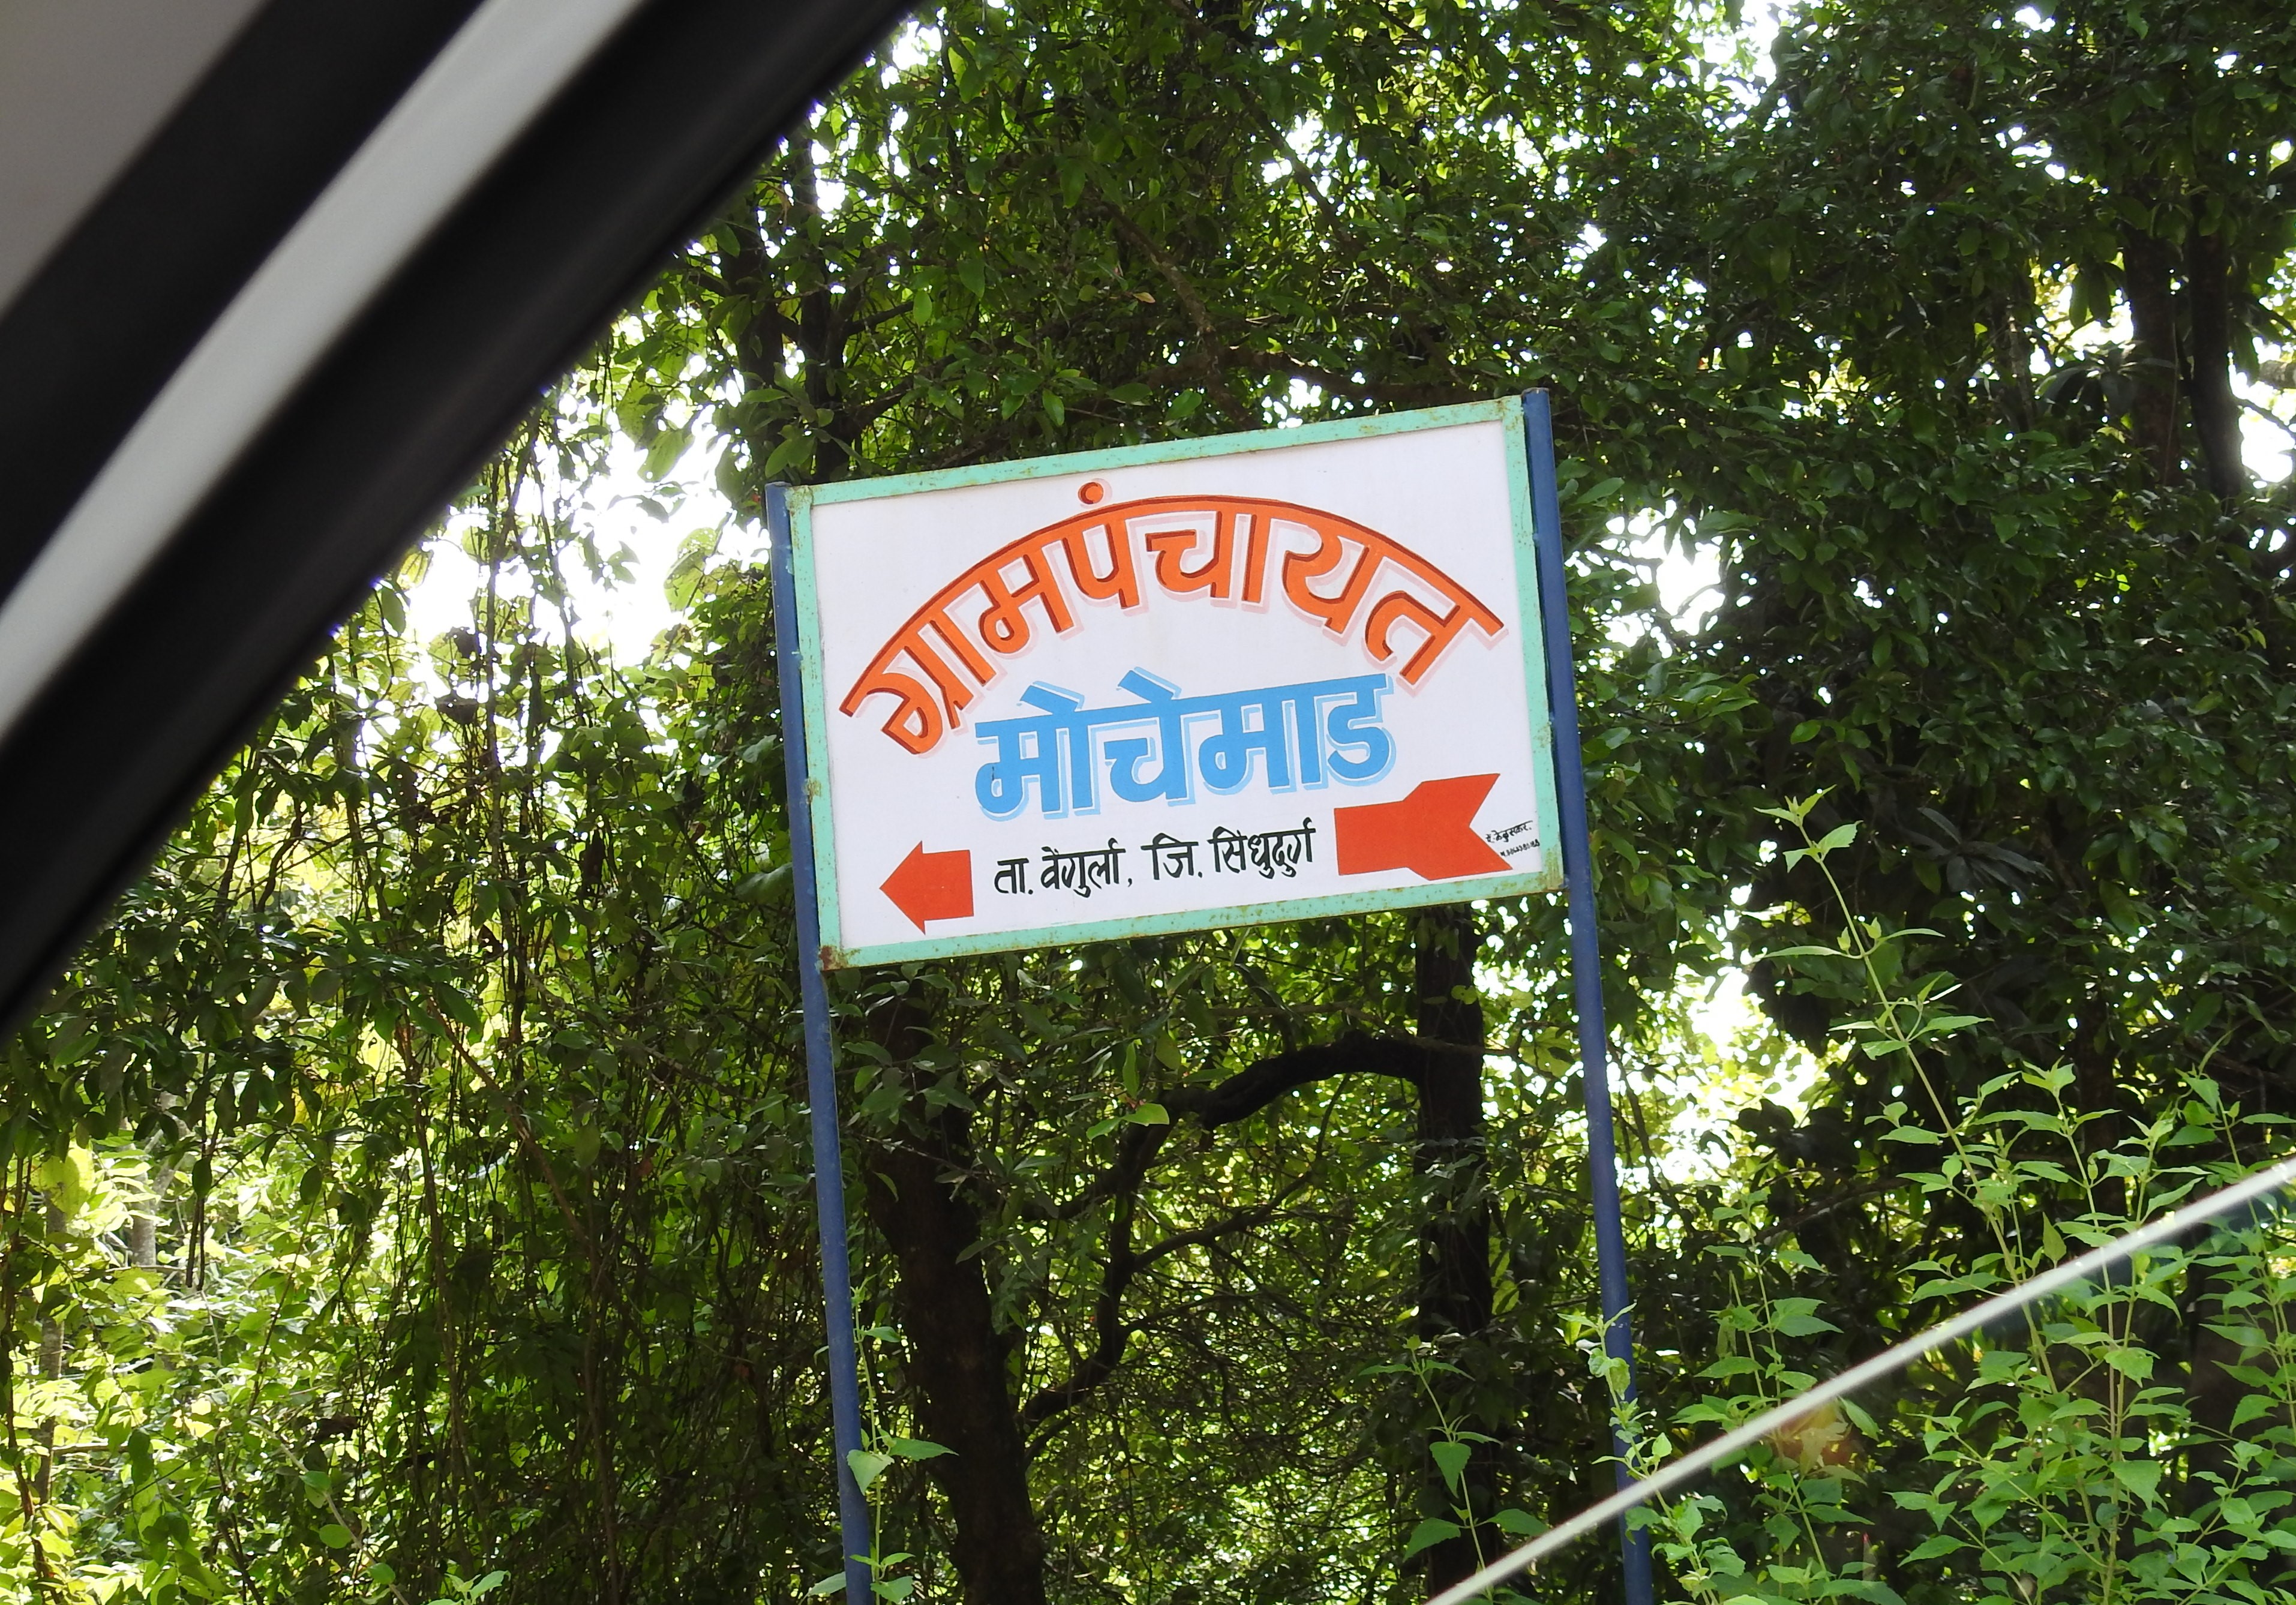 ग्रामपंचायत
मोचेमाड
ता. वेंगुर्ला, जि. सिंधुदुर्ग